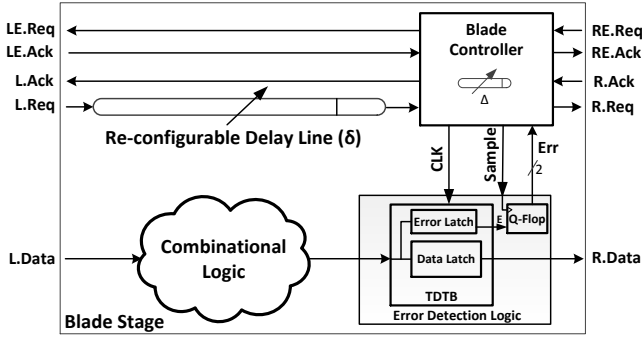 LE.Req
LE.Ack
L.Ack
L.Req
Re-configurable Delay Line (δ)
Blade
Controller
Δ
RE.Req
RE.Ack
R.Ack
R.Req
CLK
Sample
Err
2
L.Data
Combinational
Logic
Error Latch
E
Q-Flop
Data Latch
TDTB
R.Data
Error Detection Logic
Blade Stage